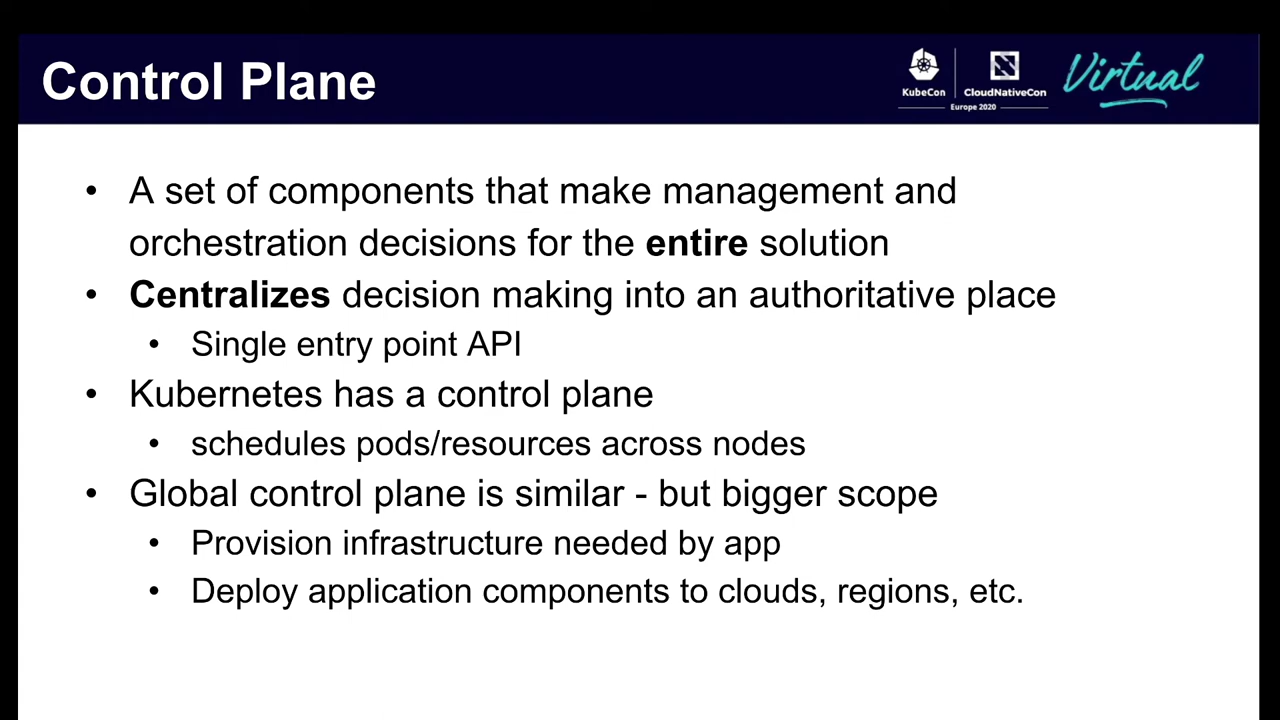 Control Plane
KubeCon
CloudNativeCon
Europe 2020
Virtual
• A set of components that make management and
orchestration decisions for the entire solution
• Centralizes decision making into an authoritative place
• Single entry point API
• Kubernetes has a control plane
• schedules pods/resources across nodes
• Global control plane is similar - but bigger scope
• Provision infrastructure needed by app
• Deploy application components to clouds, regions, etc.